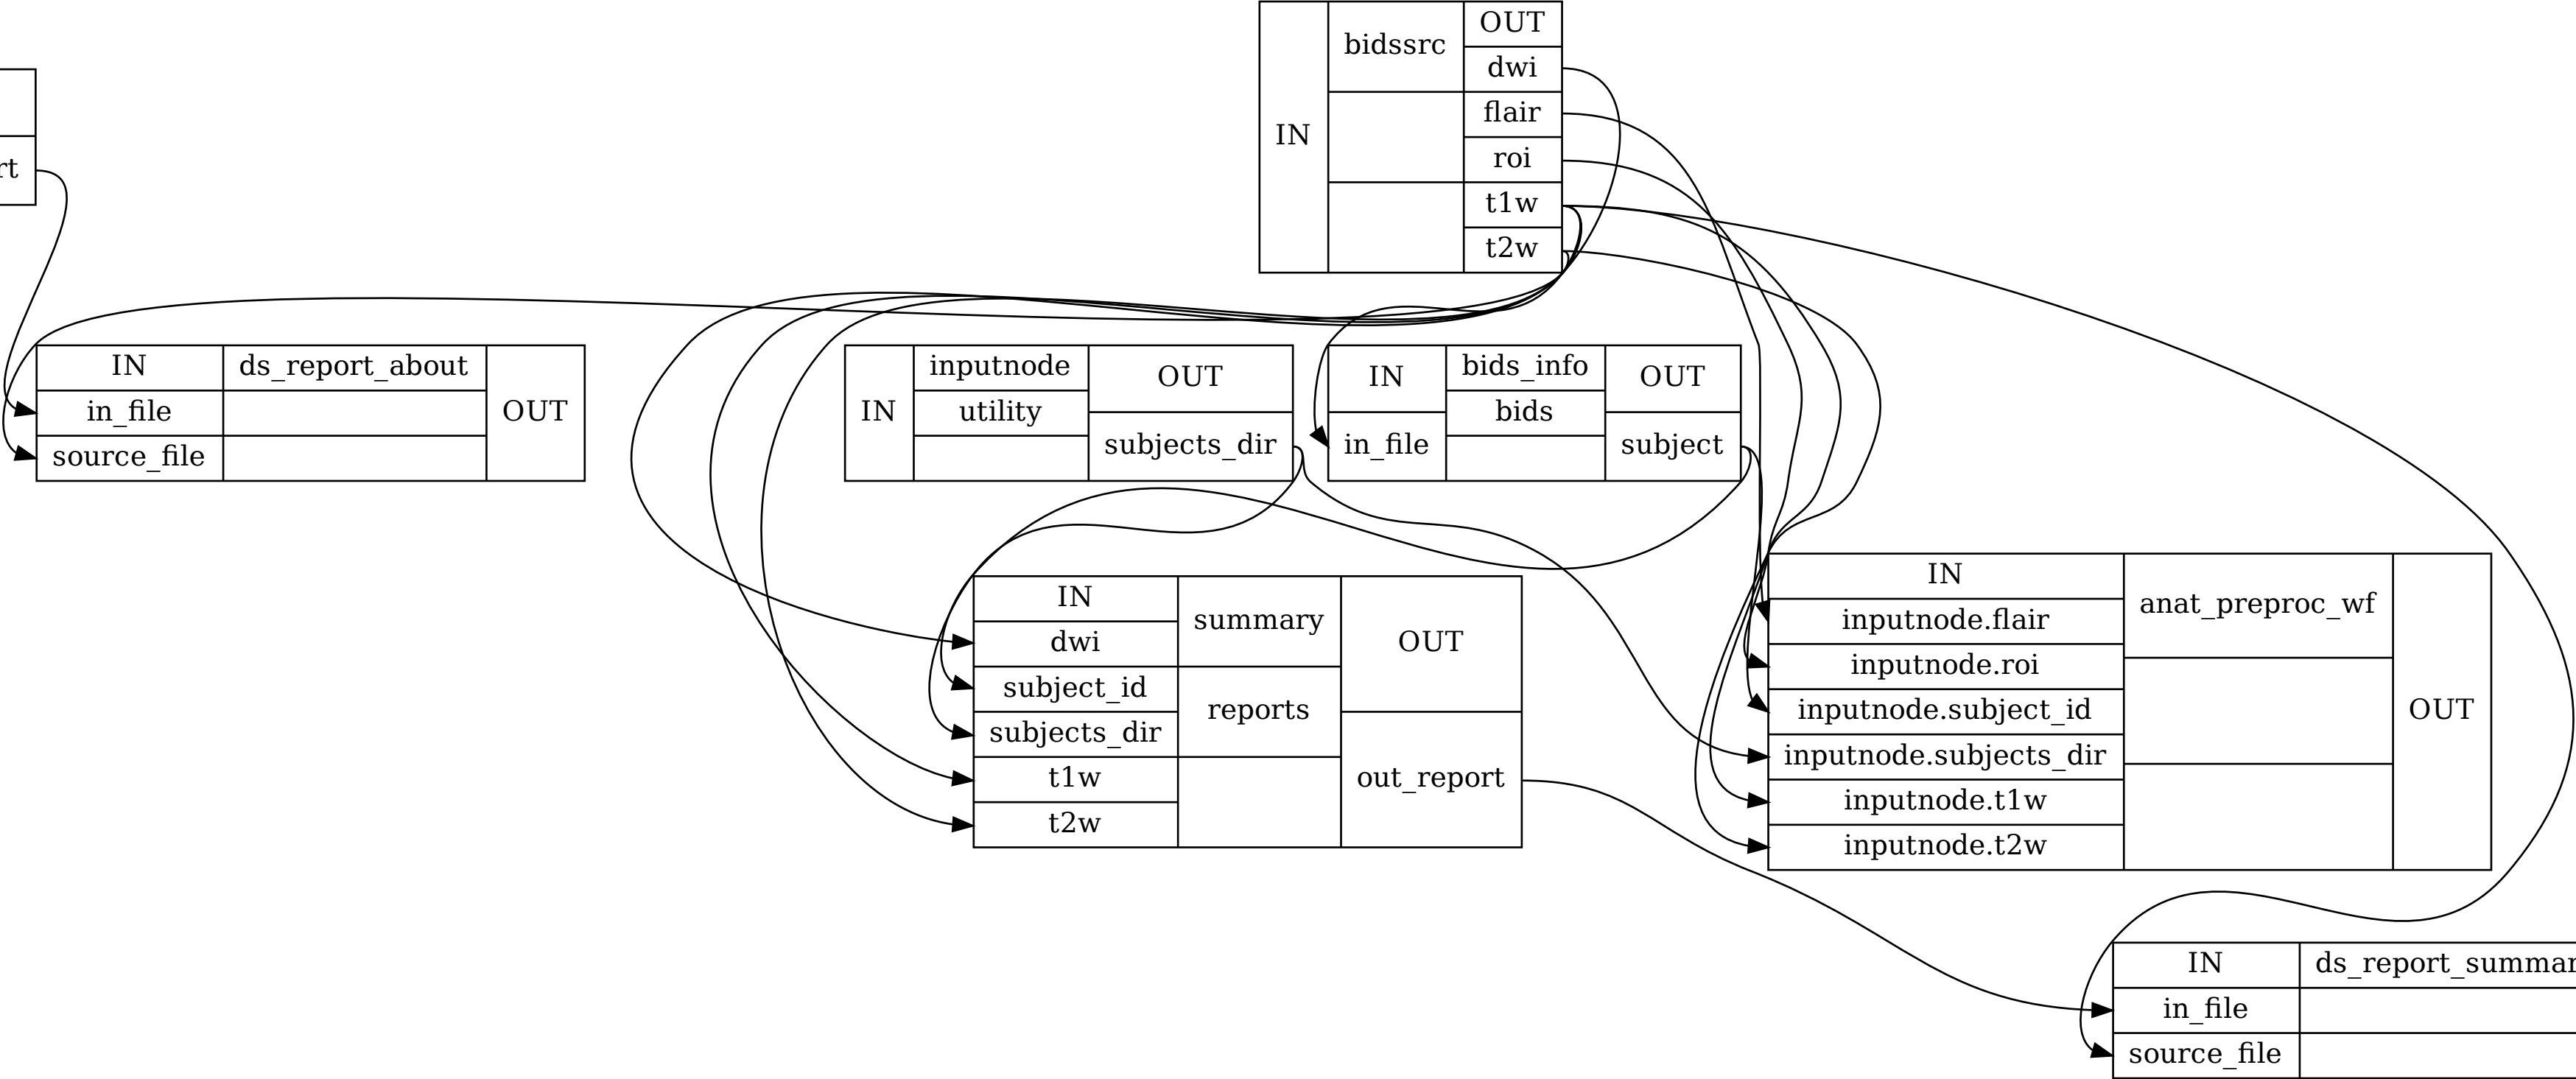 IN
bidssrc
OUT
dwi
flair
roi
t1w
t2w
rt
IN
in_file
source_file
ds_report_about
OUT
IN
inputnode
utility
OUT
subjects_dir
IN
in_file
bids_info
bids
OUT
subject
IN
dwi
subject_id
subjects_dir
t1w
t2w
summary
reports
OUT
out_report
IN
inputnode.flair
inputnode.roi
inputnode.subject_id
inputnode.subjects_dir
inputnode.t1w
inputnode.t2w
anat_preproc_wf
OUT
IN
in_file
source_file
ds_report_summar